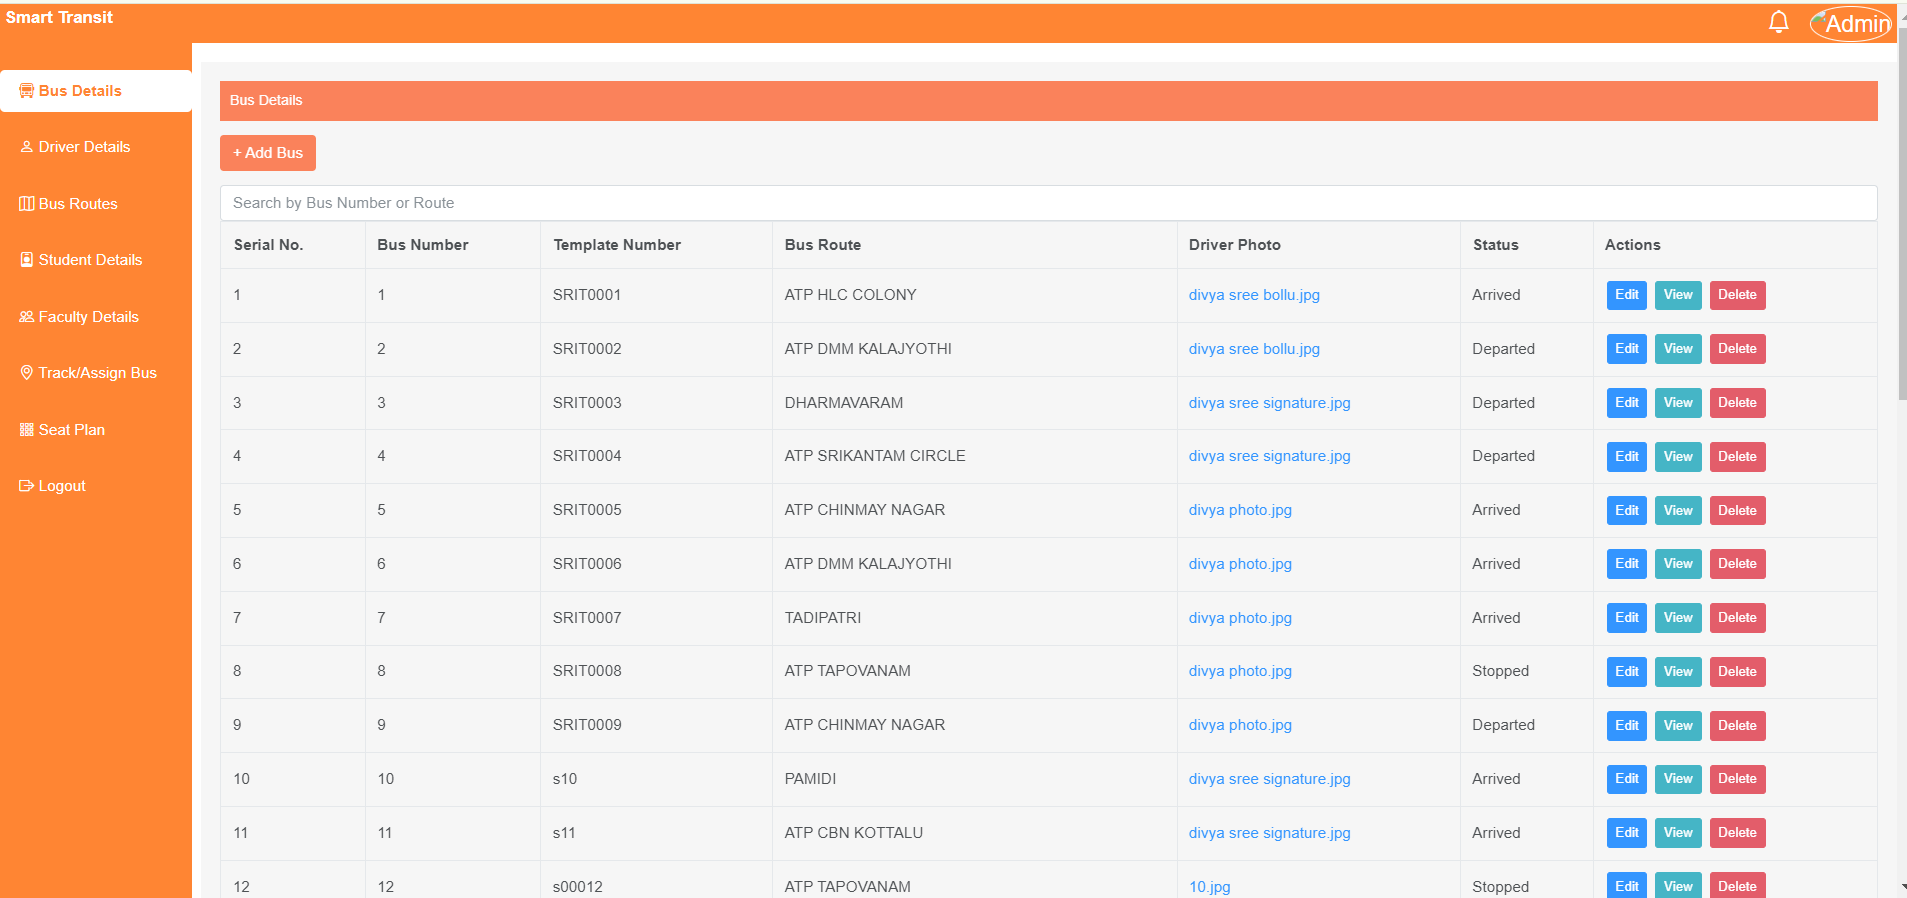 Smart Transit
Admin
Bus Details
Driver Details
Bus Routes
Student Details
Faculty Details
Track/Assign Bus
Seat Plan
Logout
Bus Details
+ Add Bus
Search by Bus Number or Route
Serial No. Bus Number Template Number Bus Route Driver Photo Status Actions
1 1 SRIT0001 ATP HLC COLONY divya sree bollu.jpg Arrived Edit View Delete
2 2 SRIT0002 ATP DMM KALAJYOTHI divya sree bollu.jpg Departed Edit View Delete
3 3 SRIT0003 DHARMAVARAM divya sree signature.jpg Departed Edit View Delete
4 4 SRIT0004 ATP SRIKANTAM CIRCLE divya sree signature.jpg Departed Edit View Delete
5 5 SRIT0005 ATP CHINMAY NAGAR divya photo.jpg Arrived Edit View Delete
6 6 SRIT0006 ATP DMM KALAJYOTHI divya photo.jpg Arrived Edit View Delete
7 7 SRIT0007 TADIPATRI divya photo.jpg Arrived Edit View Delete
8 8 SRIT0008 ATP TAPOVANAM divya photo.jpg Stopped Edit View Delete
9 9 SRIT0009 ATP CHINMAY NAGAR divya photo.jpg Departed Edit View Delete
10 10 s10 PAMIDI divya sree signature.jpg Arrived Edit View Delete
11 11 s11 ATP CBN KOTTALU divya sree signature.jpg Arrived Edit View Delete
12 12 s00012 ATP TAPOVANAM 10.jpg Stopped Edit View Delete